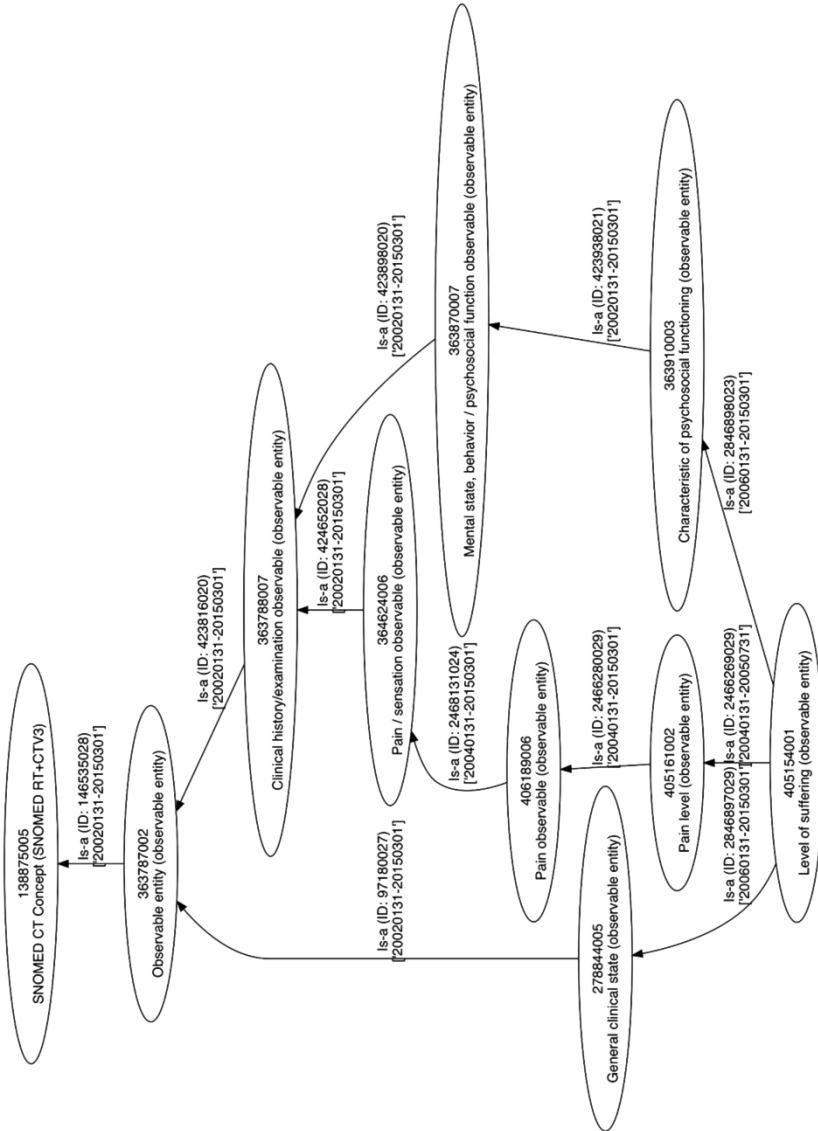 138875005
SNOMED CT Concept (SNOMED RT+CTV3)
Is-a (ID: 146535028)
['20020131-20150301']
363787002
Observable entity (observable entity)
Is-a (ID: 423816020)
['20020131-20150301']
363788007
Clinical history/examination observable (observable entity)
Is-a (ID: 97180027)
['20020131-20150301']
Is-a (ID: 424652028)
['20020131-20150301']
Is-a (ID: 423898020)
['20020131-20150301']
364624006
Pain / sensation observable (observable entity)
363870007
Mental state, behavior / psychosocial function observable (observable entity)
Is-a (ID: 2468131024)
['20040131-20150301']
406189006
Pain observable (observable entity)
Is-a (ID: 2466280029)
['20040131-20150301']
Is-a (ID: 423938021)
['20020131-20150301']
278844005
General clinical state (observable entity)
405161002
Pain level (observable entity)
363910003
Characteristic of psychosocial functioning (observable entity)
Is-a (ID: 2846897029)
['20060131-20150301']
Is-a (ID: 2466269029)
['20040131-20050731']
Is-a (ID: 2846898023)
['20060131-20150301']
405154001
Level of suffering (observable entity)